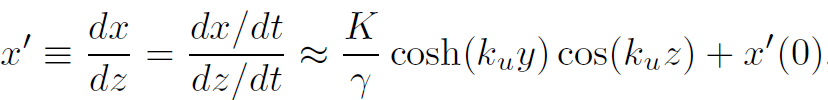 x′ ≡ dx/dz = (dx/dt)/(dz/dt) ≈ K/γ cosh(k_u y) cos(k_u z) + x′(0).